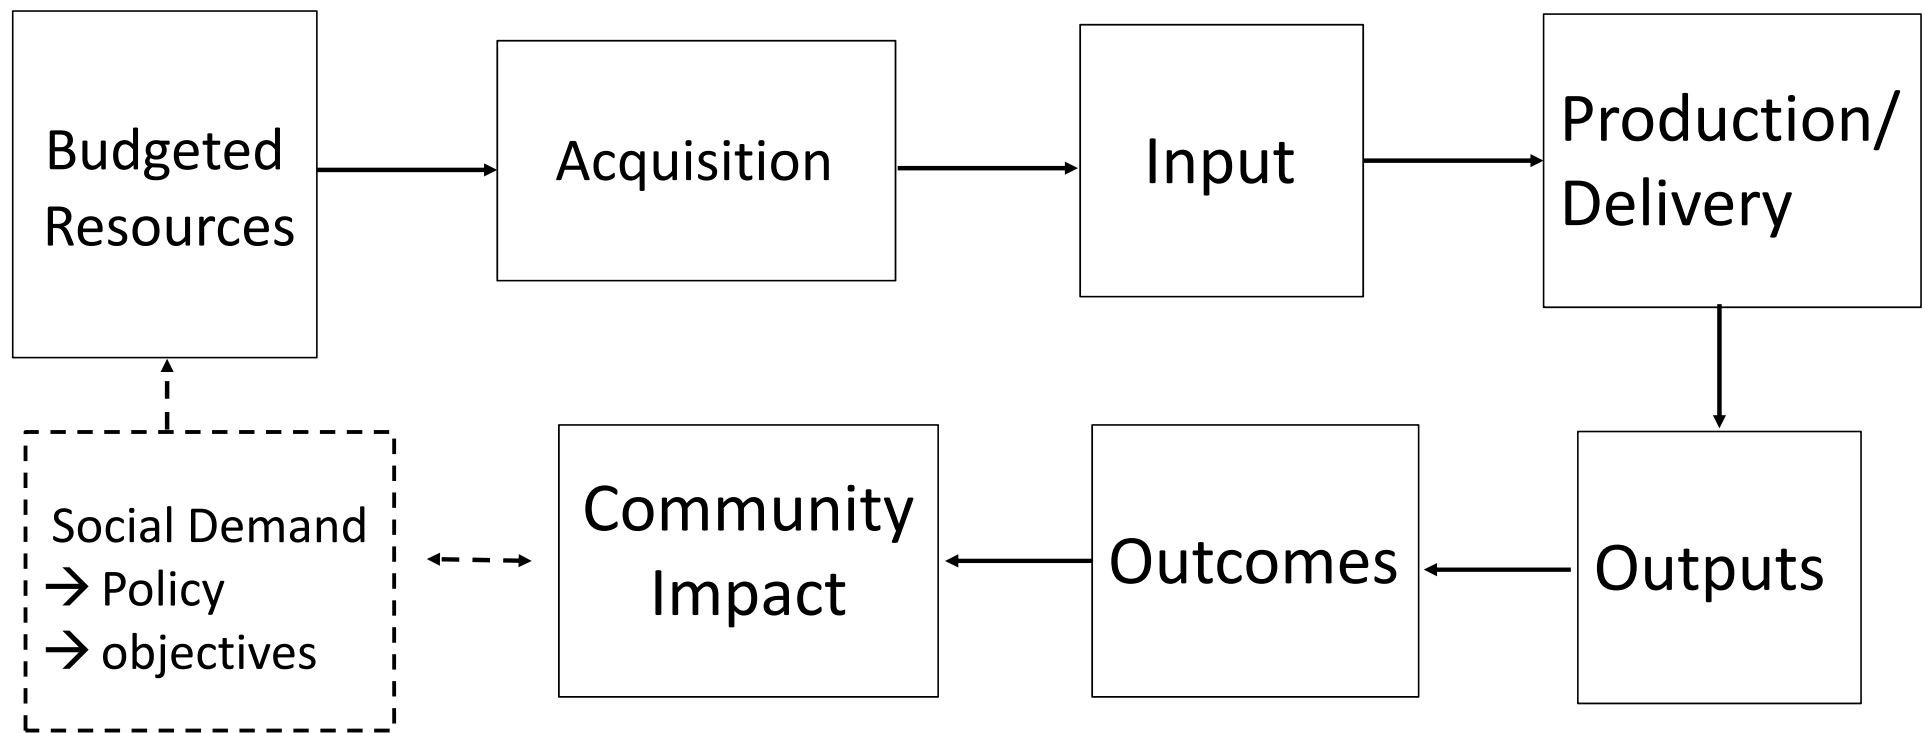 Budgeted
Resources
Acquisition
Input
Production/
Delivery
Social Demand
→ Policy
→ objectives
Community
Impact
Outcomes
Outputs